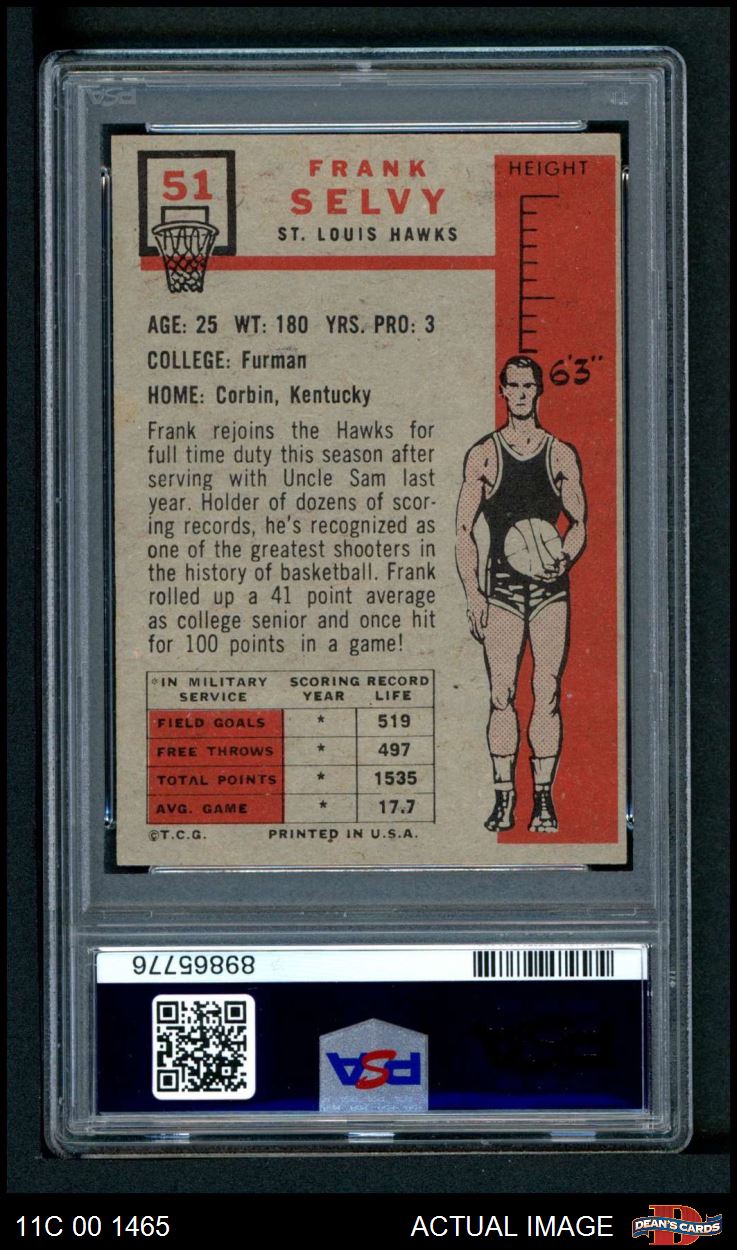 51
FRANK
SELVY
ST. LOUIS HAWKS
HEIGHT
6'3"
AGE: 25 WT: 180 YRS. PRO: 3
COLLEGE: Furman
HOME: Corbin, Kentucky
Frank rejoins the Hawks for
full time duty this season after
serving with Uncle Sam last
year. Holder of dozens of scor-
ing records, he's recognized as
one of the greatest shooters in
the history of basketball. Frank
rolled up a 41 point average
as college senior and once hit
for 100 points in a game!
*IN MILITARY SERVICE SCORING RECORD
YEAR LIFE
FIELD GOALS * 519
FREE THROWS * 497
TOTAL POINTS * 1535
AVG. GAME * 17.7
©T.C.G. PRINTED IN U.S.A.
89865776
PSA
11C 00 1465
ACTUAL IMAGE
DEAN'S CARDS